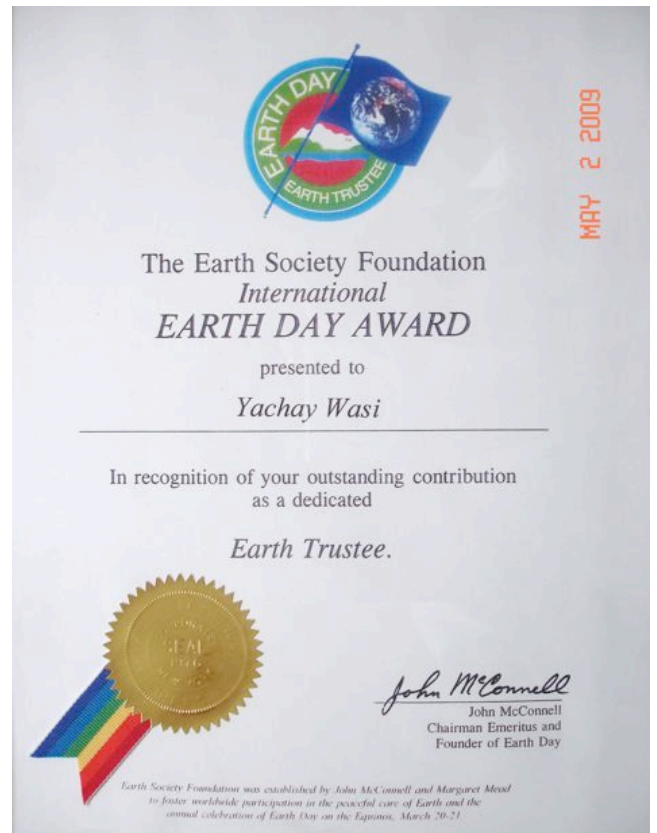 EARTH DAY
EARTH TRUSTEE
MAY 2 2009
The Earth Society Foundation
International
EARTH DAY AWARD
presented to
Yachay Wasi
In recognition of your outstanding contribution
as a dedicated
Earth Trustee.
SEAL
1976
John McConnell
John McConnell
Chairman Emeritus and
Founder of Earth Day
Earth Society Foundation was established by John McConnell and Margaret Mead
to foster worldwide participation in the peaceful care of Earth and the
annual celebration of Earth Day on the Equinox, March 20-21.